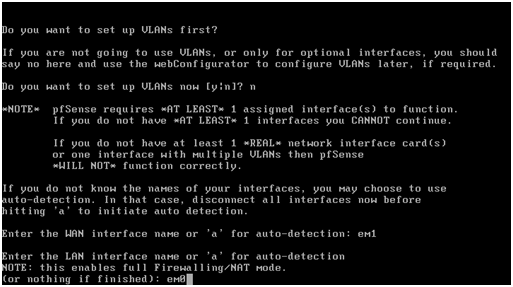 Do you want to set up VLANs first?
If you are not going to use VLANs, or only for optional interfaces, you should
say no here and use the webConfigurator to configure VLANs later, if required.
Do you want to set up VLANs now [y|n]? n
*NOTE*  pfSense requires *AT LEAST* 1 assigned interface(s) to function.
If you do not have *AT LEAST* 1 interfaces you CANNOT continue.
If you do not have at least 1 *REAL* network interface card(s)
or one interface with multiple VLANs then pfSense
*WILL NOT* function correctly.
If you do not know the names of your interfaces, you may choose to use
auto-detection. In that case, disconnect all interfaces now before
hitting 'a' to initiate auto detection.
Enter the WAN interface name or 'a' for auto-detection: em1
Enter the LAN interface name or 'a' for auto-detection
NOTE: this enables full Firewalling/NAT mode.
(or nothing if finished): em0